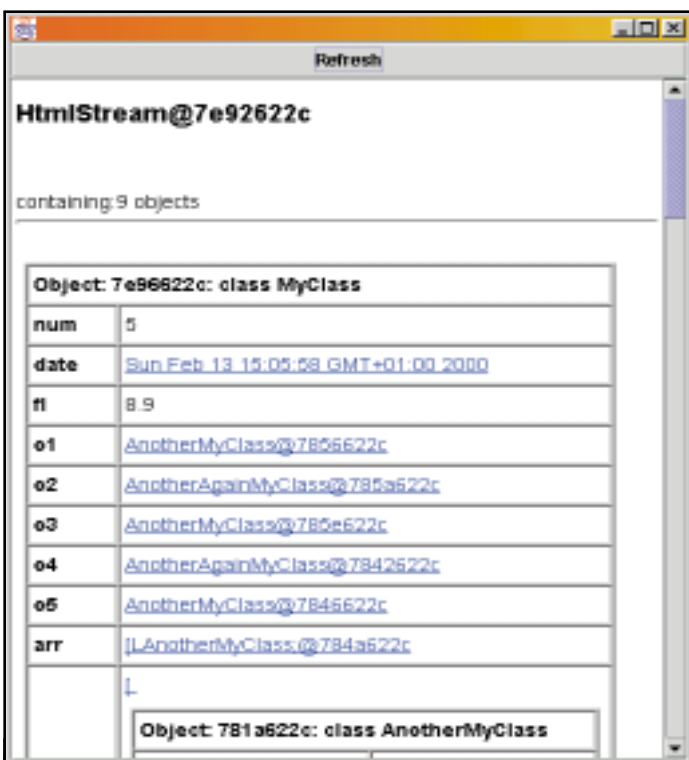 Refresh
HtmlStream@7e92622c
containing:9 objects
Object: 7e96622c: class MyClass
num 5
date Sun Feb 13 15:05:58 GMT+01:00 2000
fl 8.9
o1 AnotherMyClass@7856622c
o2 AnotherAgainMyClass@785a622c
o3 AnotherMyClass@785e622c
o4 AnotherAgainMyClass@7842622c
o5 AnotherMyClass@7846622c
arr [LAnotherMyClass;@784a622c
[.
Object: 781a622c: class AnotherMyClass